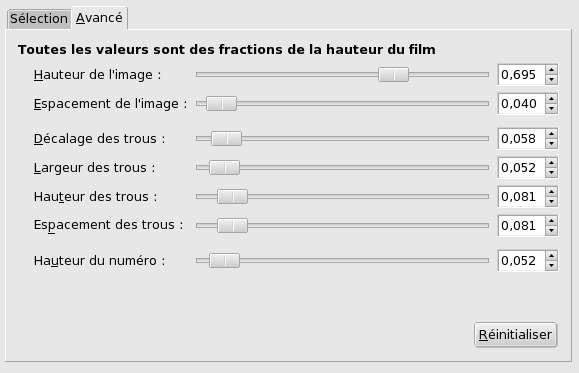 Sélection Avancé
Toutes les valeurs sont des fractions de la hauteur du film
Hauteur de l'image : 0,695
Espacement de l'image : 0,040
Décalage des trous : 0,058
Largeur des trous : 0,052
Hauteur des trous : 0,081
Espacement des trous : 0,081
Hauteur du numéro : 0,052
Réinitialiser